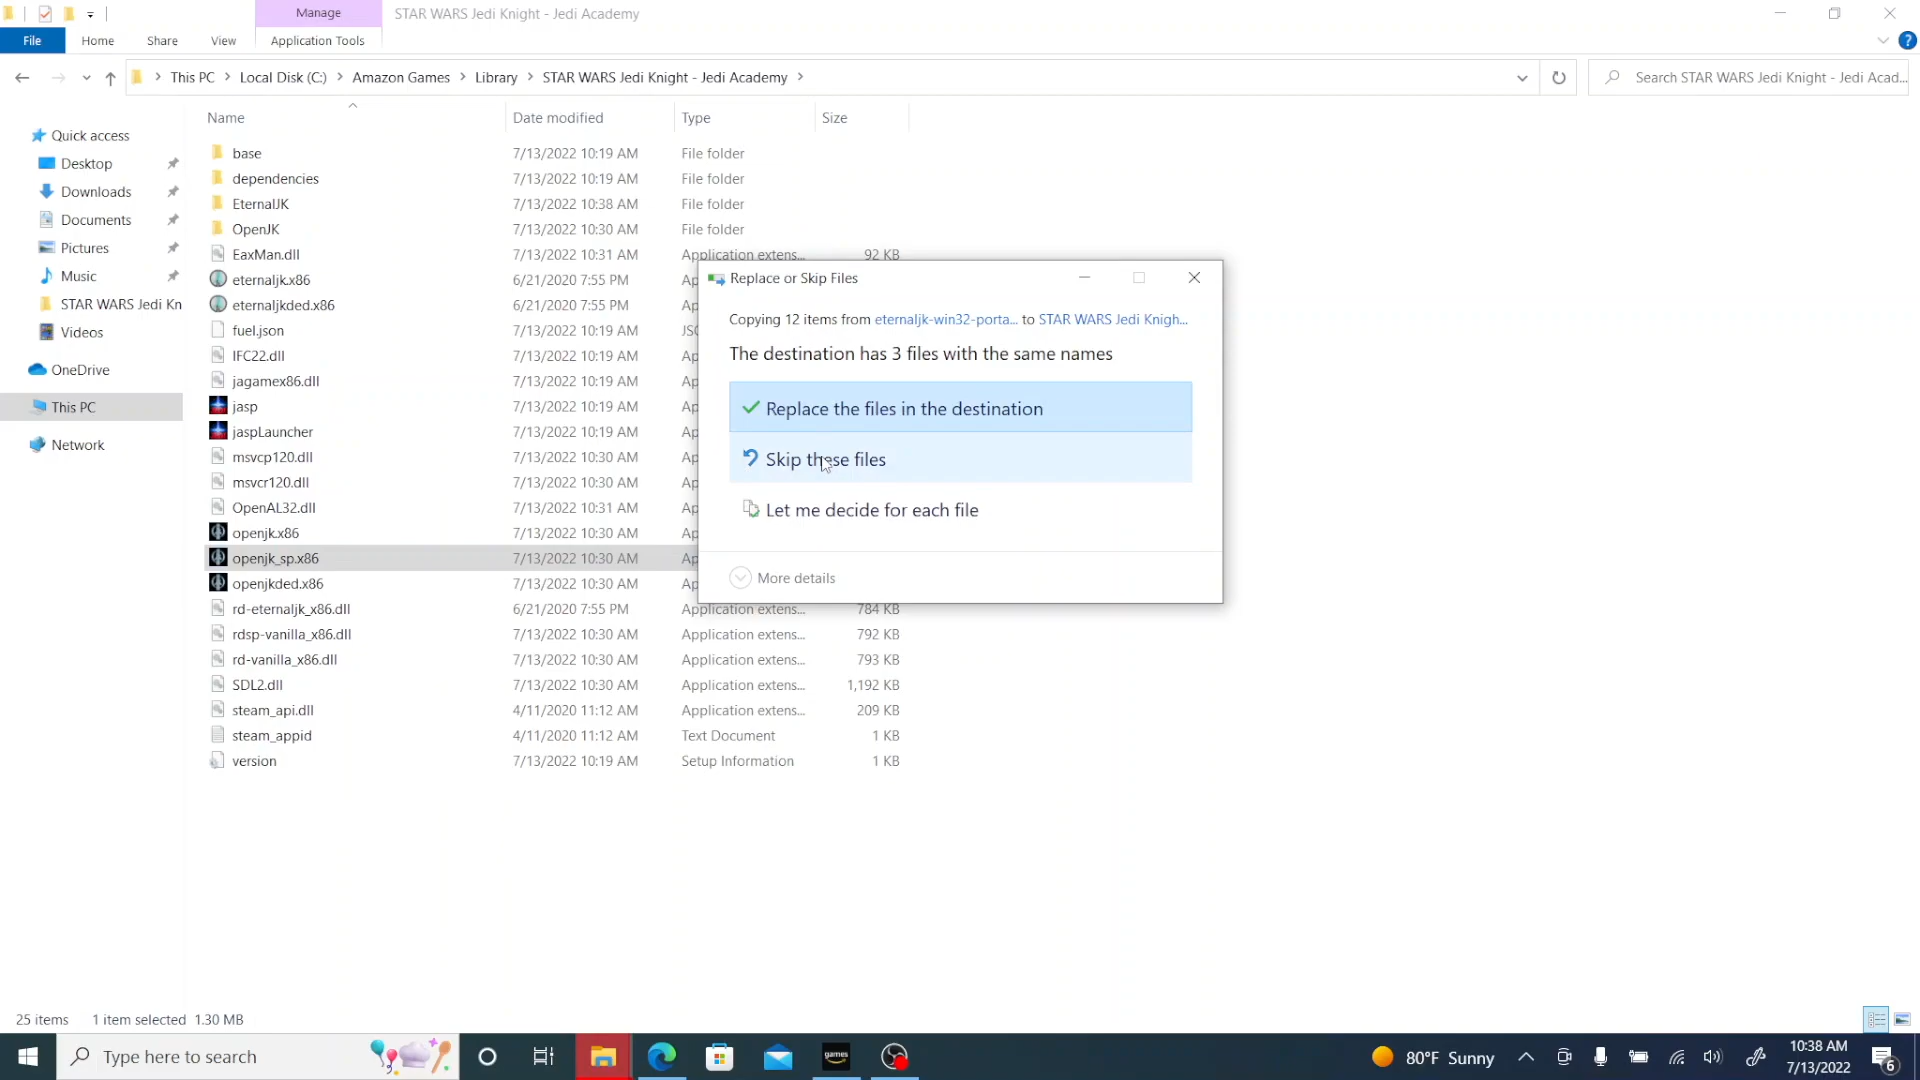 Manage
STAR WARS Jedi Knight - Jedi Academy
File
Home
Share
View
Application Tools
This PC
Local Disk (C:)
Amazon Games
Library
STAR WARS Jedi Knight - Jedi Academy
Search STAR WARS Jedi Knight - Jedi Acad...
Name
Date modified
Type
Size
Quick access
Desktop
Downloads
Documents
Pictures
Music
STAR WARS Jedi Kn
Videos
OneDrive
This PC
Network
base 7/13/2022 10:19 AM File folder
dependencies 7/13/2022 10:19 AM File folder
EternalJK 7/13/2022 10:38 AM File folder
OpenJK 7/13/2022 10:30 AM File folder
EaxMan.dll 7/13/2022 10:31 AM Application extens... 92 KB
eternaljk.x86 6/21/2020 7:55 PM Ap
eternaljkded.x86 6/21/2020 7:55 PM Ap
fuel.json 7/13/2022 10:19 AM JSO
IFC22.dll 7/13/2022 10:19 AM Ap
jagamex86.dll 7/13/2022 10:19 AM Ap
jasp 7/13/2022 10:19 AM Ap
jaspLauncher 7/13/2022 10:19 AM Ap
msvcp120.dll 7/13/2022 10:30 AM Ap
msvcr120.dll 7/13/2022 10:30 AM Ap
OpenAL32.dll 7/13/2022 10:31 AM Ap
openjk.x86 7/13/2022 10:30 AM Ap
openjk_sp.x86 7/13/2022 10:30 AM Ap
openjkded.x86 7/13/2022 10:30 AM Ap
rd-eternaljk_x86.dll 6/21/2020 7:55 PM Application extens... 784 KB
rdsp-vanilla_x86.dll 7/13/2022 10:30 AM Application extens... 792 KB
rd-vanilla_x86.dll 7/13/2022 10:30 AM Application extens... 793 KB
SDL2.dll 7/13/2022 10:30 AM Application extens... 1,192 KB
steam_api.dll 4/11/2020 11:12 AM Application extens... 209 KB
steam_appid 4/11/2020 11:12 AM Text Document 1 KB
version 7/13/2022 10:19 AM Setup Information 1 KB
Replace or Skip Files
Copying 12 items from eternaljk-win32-porta... to STAR WARS Jedi Knigh...
The destination has 3 files with the same names
Replace the files in the destination
Skip these files
Let me decide for each file
More details
25 items 1 item selected 1.30 MB
Type here to search
games
80°F Sunny
10:38 AM
7/13/2022
6